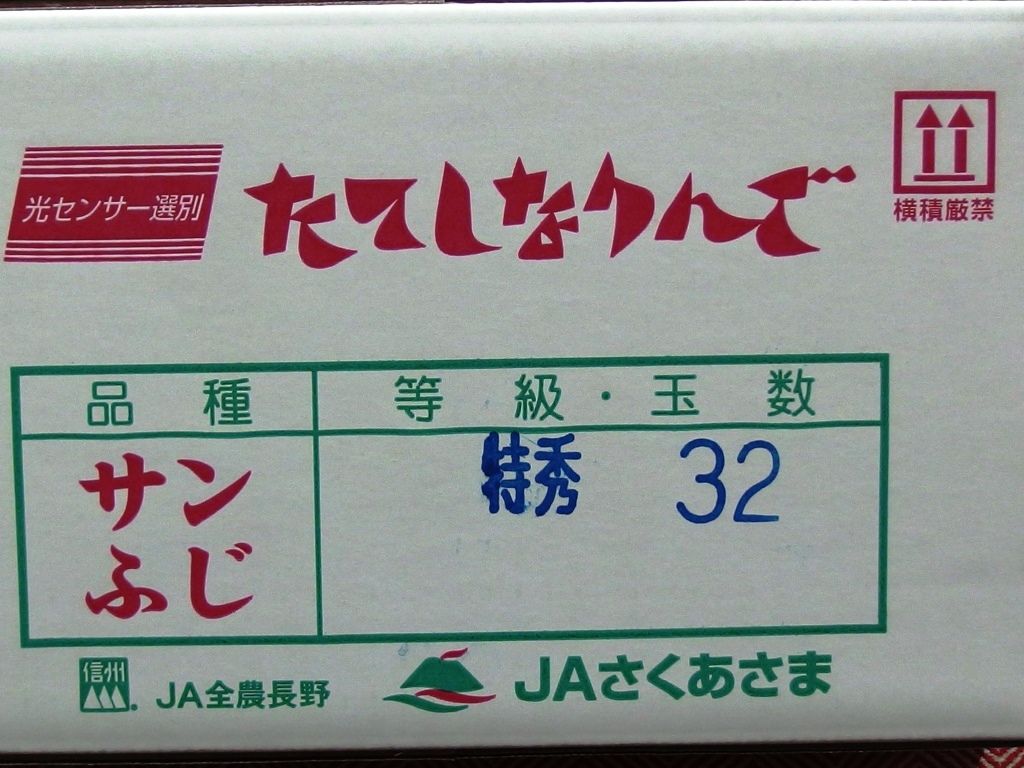 光センサー選別
たてしなりんご
横積厳禁
品種
等級・玉数
サン
ふじ
特秀 32
信州
JA全農長野
JAさくあさま